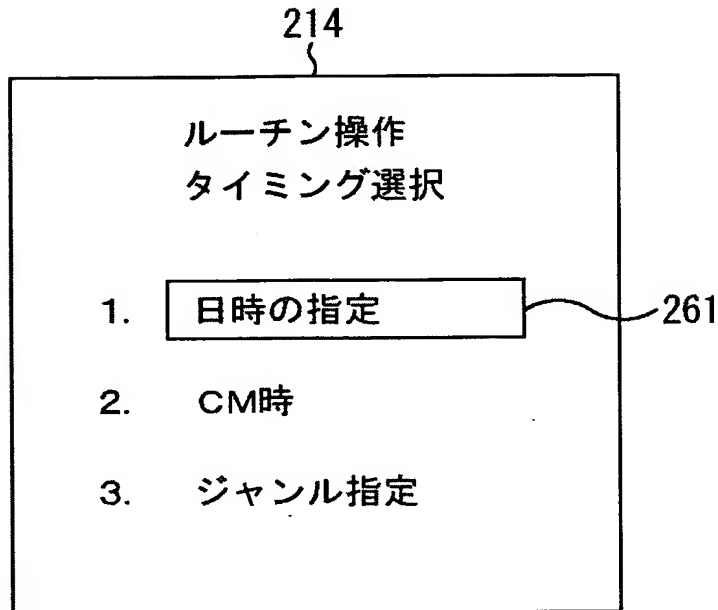 214
ルーチン操作
タイミング選択
1. 日時の指定
261
2. CM時
3. ジャンル指定